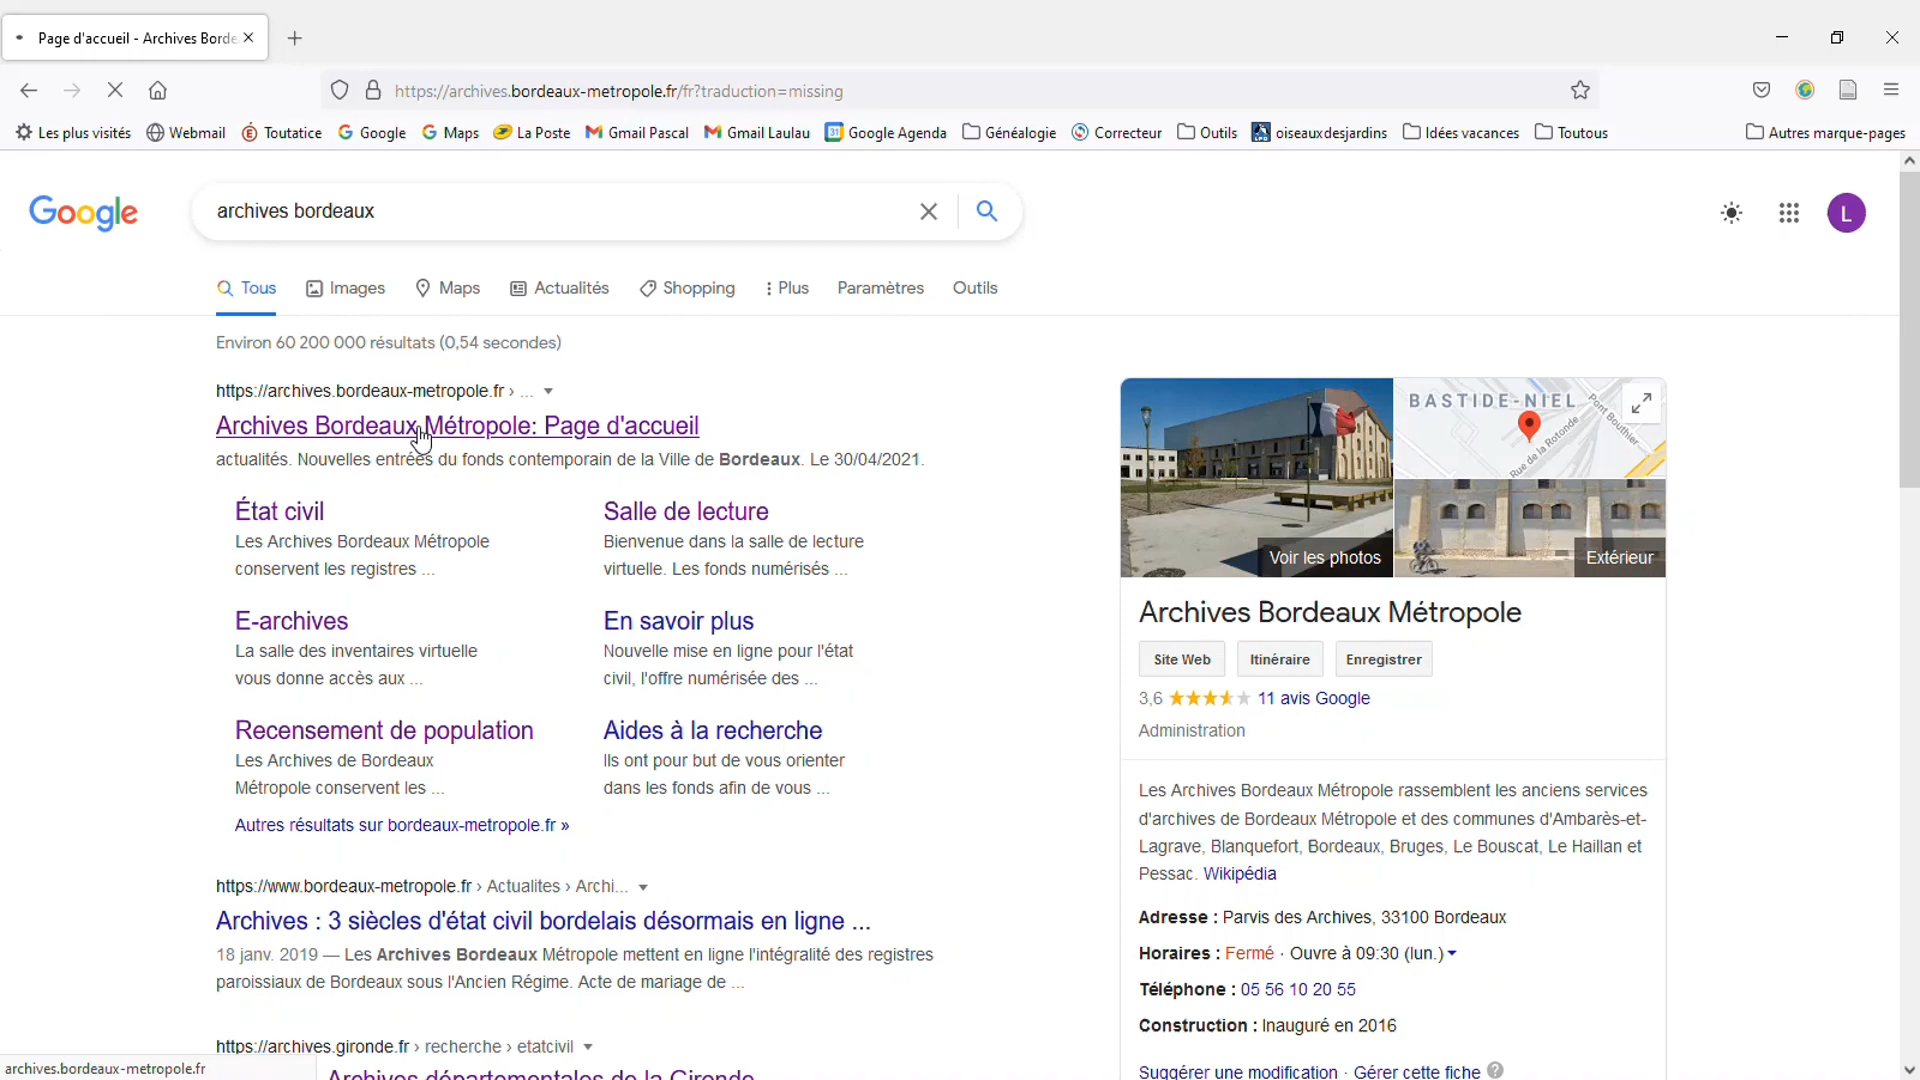 Page d'accueil - Archives Borde
https://archives.bordeaux-metropole.fr/fr?traduction=missing
Les plus visités Webmail Toutatice Google Maps La Poste Gmail Pascal Gmail Laulau Google Agenda Généalogie Correcteur Outils oiseauxdesjardins Idées vacances Toutous Autres marque-pages
Google
archives bordeaux
L
Tous Images Maps Actualités Shopping Plus Paramètres Outils
Environ 60 200 000 résultats (0,54 secondes)
https://archives.bordeaux-metropole.fr › ...
Archives Bordeaux Métropole: Page d'accueil
actualités. Nouvelles entrées du fonds contemporain de la Ville de Bordeaux. Le 30/04/2021.
État civil
Les Archives Bordeaux Métropole
conservent les registres ...
Salle de lecture
Bienvenue dans la salle de lecture
virtuelle. Les fonds numérisés ...
E-archives
La salle des inventaires virtuelle
vous donne accès aux ...
En savoir plus
Nouvelle mise en ligne pour l'état
civil, l'offre numérisée des ...
Recensement de population
Les Archives de Bordeaux
Métropole conservent les ...
Aides à la recherche
Ils ont pour but de vous orienter
dans les fonds afin de vous ...
Autres résultats sur bordeaux-metropole.fr »
https://www.bordeaux-metropole.fr › Actualites › Archi...
Archives : 3 siècles d'état civil bordelais désormais en ligne ...
18 janv. 2019 — Les Archives Bordeaux Métropole mettent en ligne l'intégralité des registres
paroissiaux de Bordeaux sous l'Ancien Régime. Acte de mariage de ...
https://archives.gironde.fr › recherche › etatcivil
Archives départementales de la Gironde
archives.bordeaux-metropole.fr
BASTIDE-NIEL
Pont Bouthier
Rue de la Rotonde
Voir les photos
Extérieur
Archives Bordeaux Métropole
Site Web Itinéraire Enregistrer
3,6 11 avis Google
Administration
Les Archives Bordeaux Métropole rassemblent les anciens services
d'archives de Bordeaux Métropole et des communes d'Ambarès-et-
Lagrave, Blanquefort, Bordeaux, Bruges, Le Bouscat, Le Haillan et
Pessac. Wikipédia
Adresse : Parvis des Archives, 33100 Bordeaux
Horaires : Fermé · Ouvre à 09:30 (lun.)
Téléphone : 05 56 10 20 55
Construction : Inauguré en 2016
Suggérer une modification · Gérer cette fiche